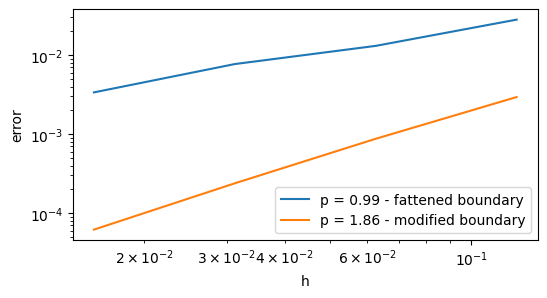 error
10⁻²
10⁻³
10⁻⁴
p = 0.99 - fattened boundary
p = 1.86 - modified boundary
2 × 10⁻² 3 × 10⁻² 4 × 10⁻² 6 × 10⁻² 10⁻¹
h